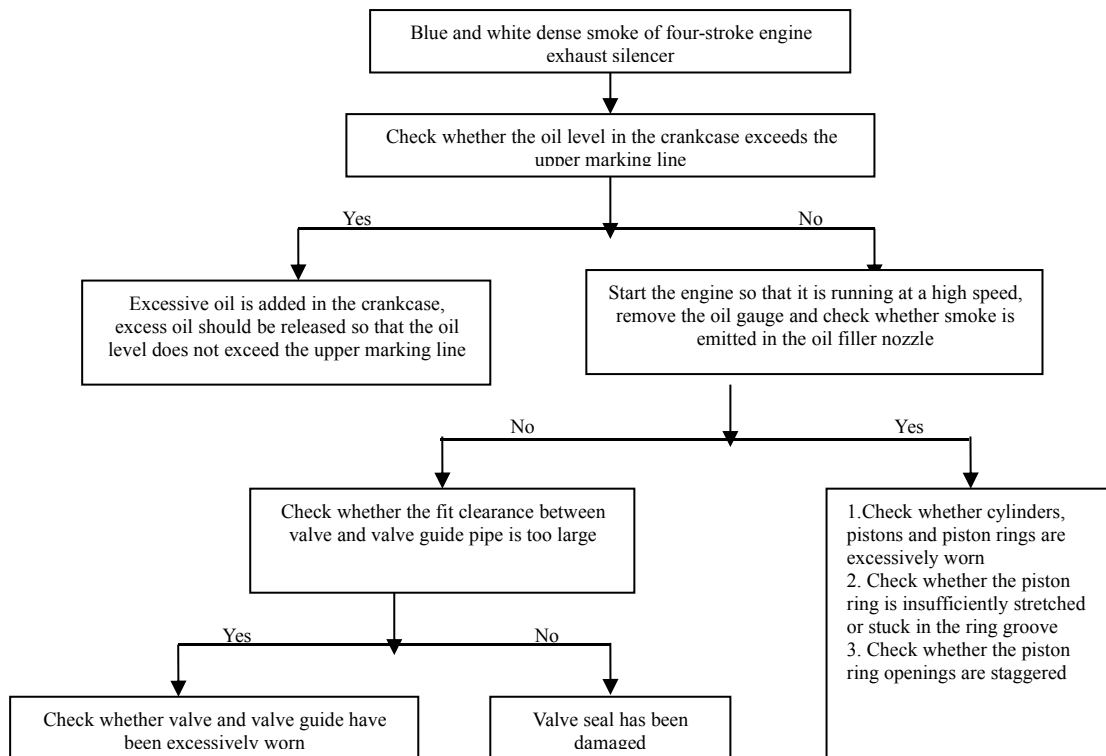 Blue and white dense smoke of four-stroke engine
exhaust silencer
Check whether the oil level in the crankcase exceeds the
upper marking line
Yes
No
Excessive oil is added in the crankcase,
excess oil should be released so that the oil
level does not exceed the upper marking line
Start the engine so that it is running at a high speed,
remove the oil gauge and check whether smoke is
emitted in the oil filler nozzle
No
Yes
Check whether the fit clearance between
valve and valve guide pipe is too large
1.Check whether cylinders,
pistons and piston rings are
excessively worn
2. Check whether the piston
ring is insufficiently stretched
or stuck in the ring groove
3. Check whether the piston
ring openings are staggered
Yes
No
Check whether valve and valve guide have
been excessively worn
Valve seal has been
damaged